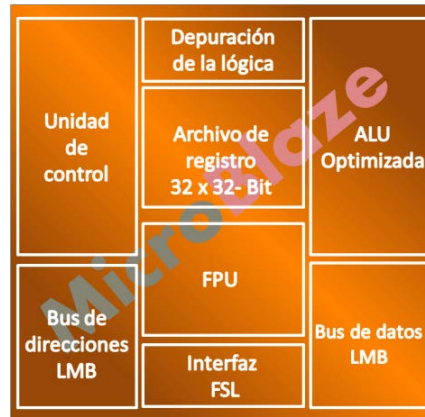 Depuración
de la lógica
Unidad
de
control
Archivo de
registro
32 x 32- Bit
ALU
Optimizada
FPU
Bus de
direcciones
LMB
Interfaz
FSL
Bus de datos
LMB
MicroBlaze